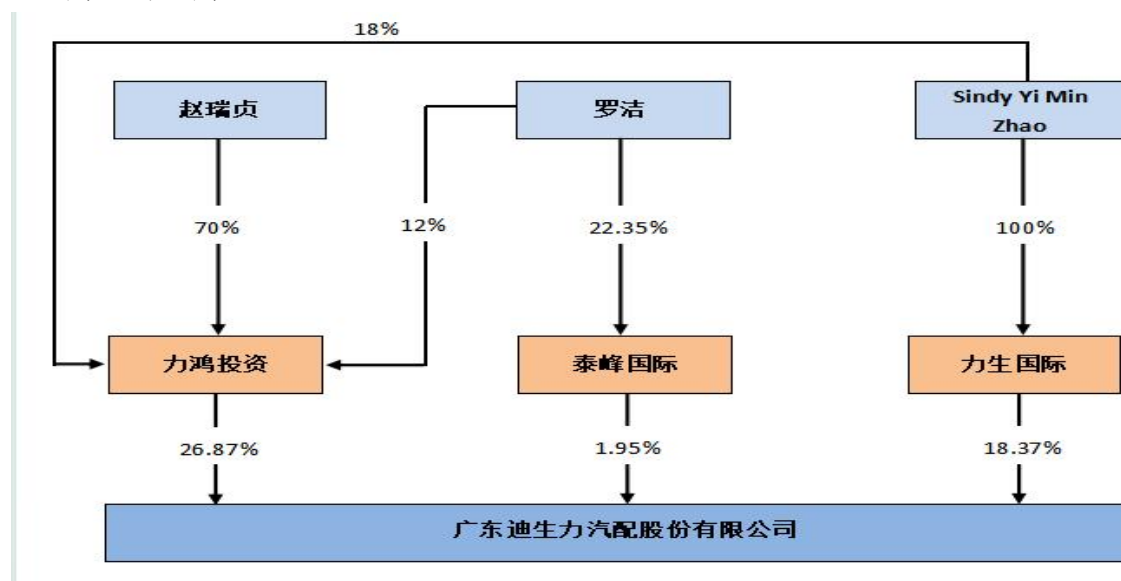 18%
赵瑞贞
罗洁
Sindy Yi Min
Zhao
70%
12%
22.35%
100%
力鸿投资
泰峰国际
力生国际
26.87%
1.95%
18.37%
广东迪生力汽配股份有限公司